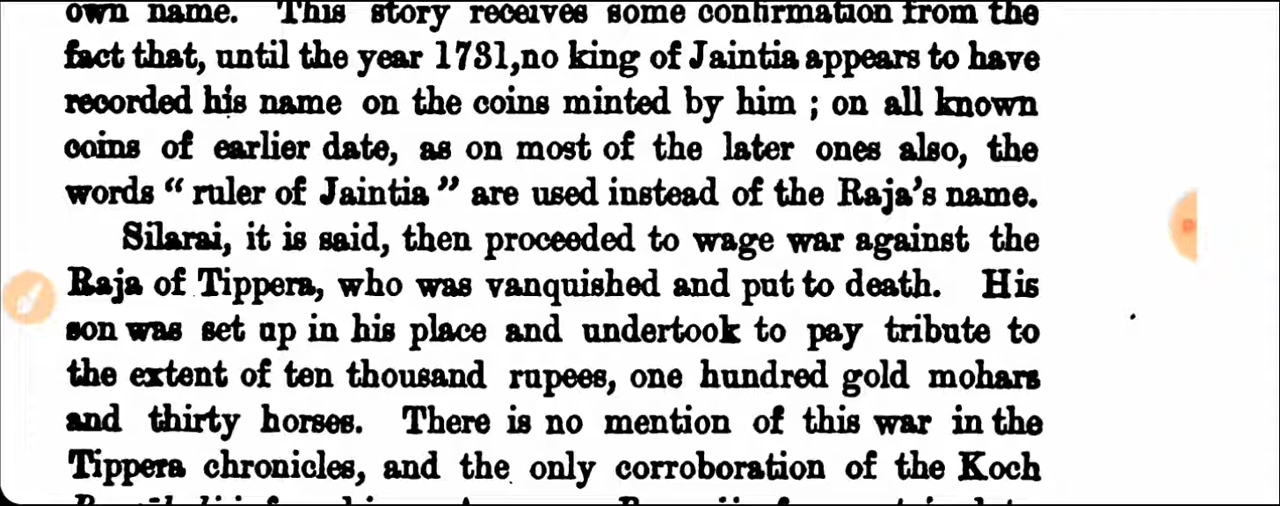 own name. This story receives some confirmation from the
fact that, until the year 1731,no king of Jaintia appears to have
recorded his name on the coins minted by him ; on all known
coins of earlier date, as on most of the later ones also, the
words “ ruler of Jaintia ” are used instead of the Raja’s name.
Silarai, it is said, then proceeded to wage war against the
Raja of Tippera, who was vanquished and put to death. His
son was set up in his place and undertook to pay tribute to
the extent of ten thousand rupees, one hundred gold mohars
and thirty horses. There is no mention of this war in the
Tippera chronicles, and the only corroboration of the Koch